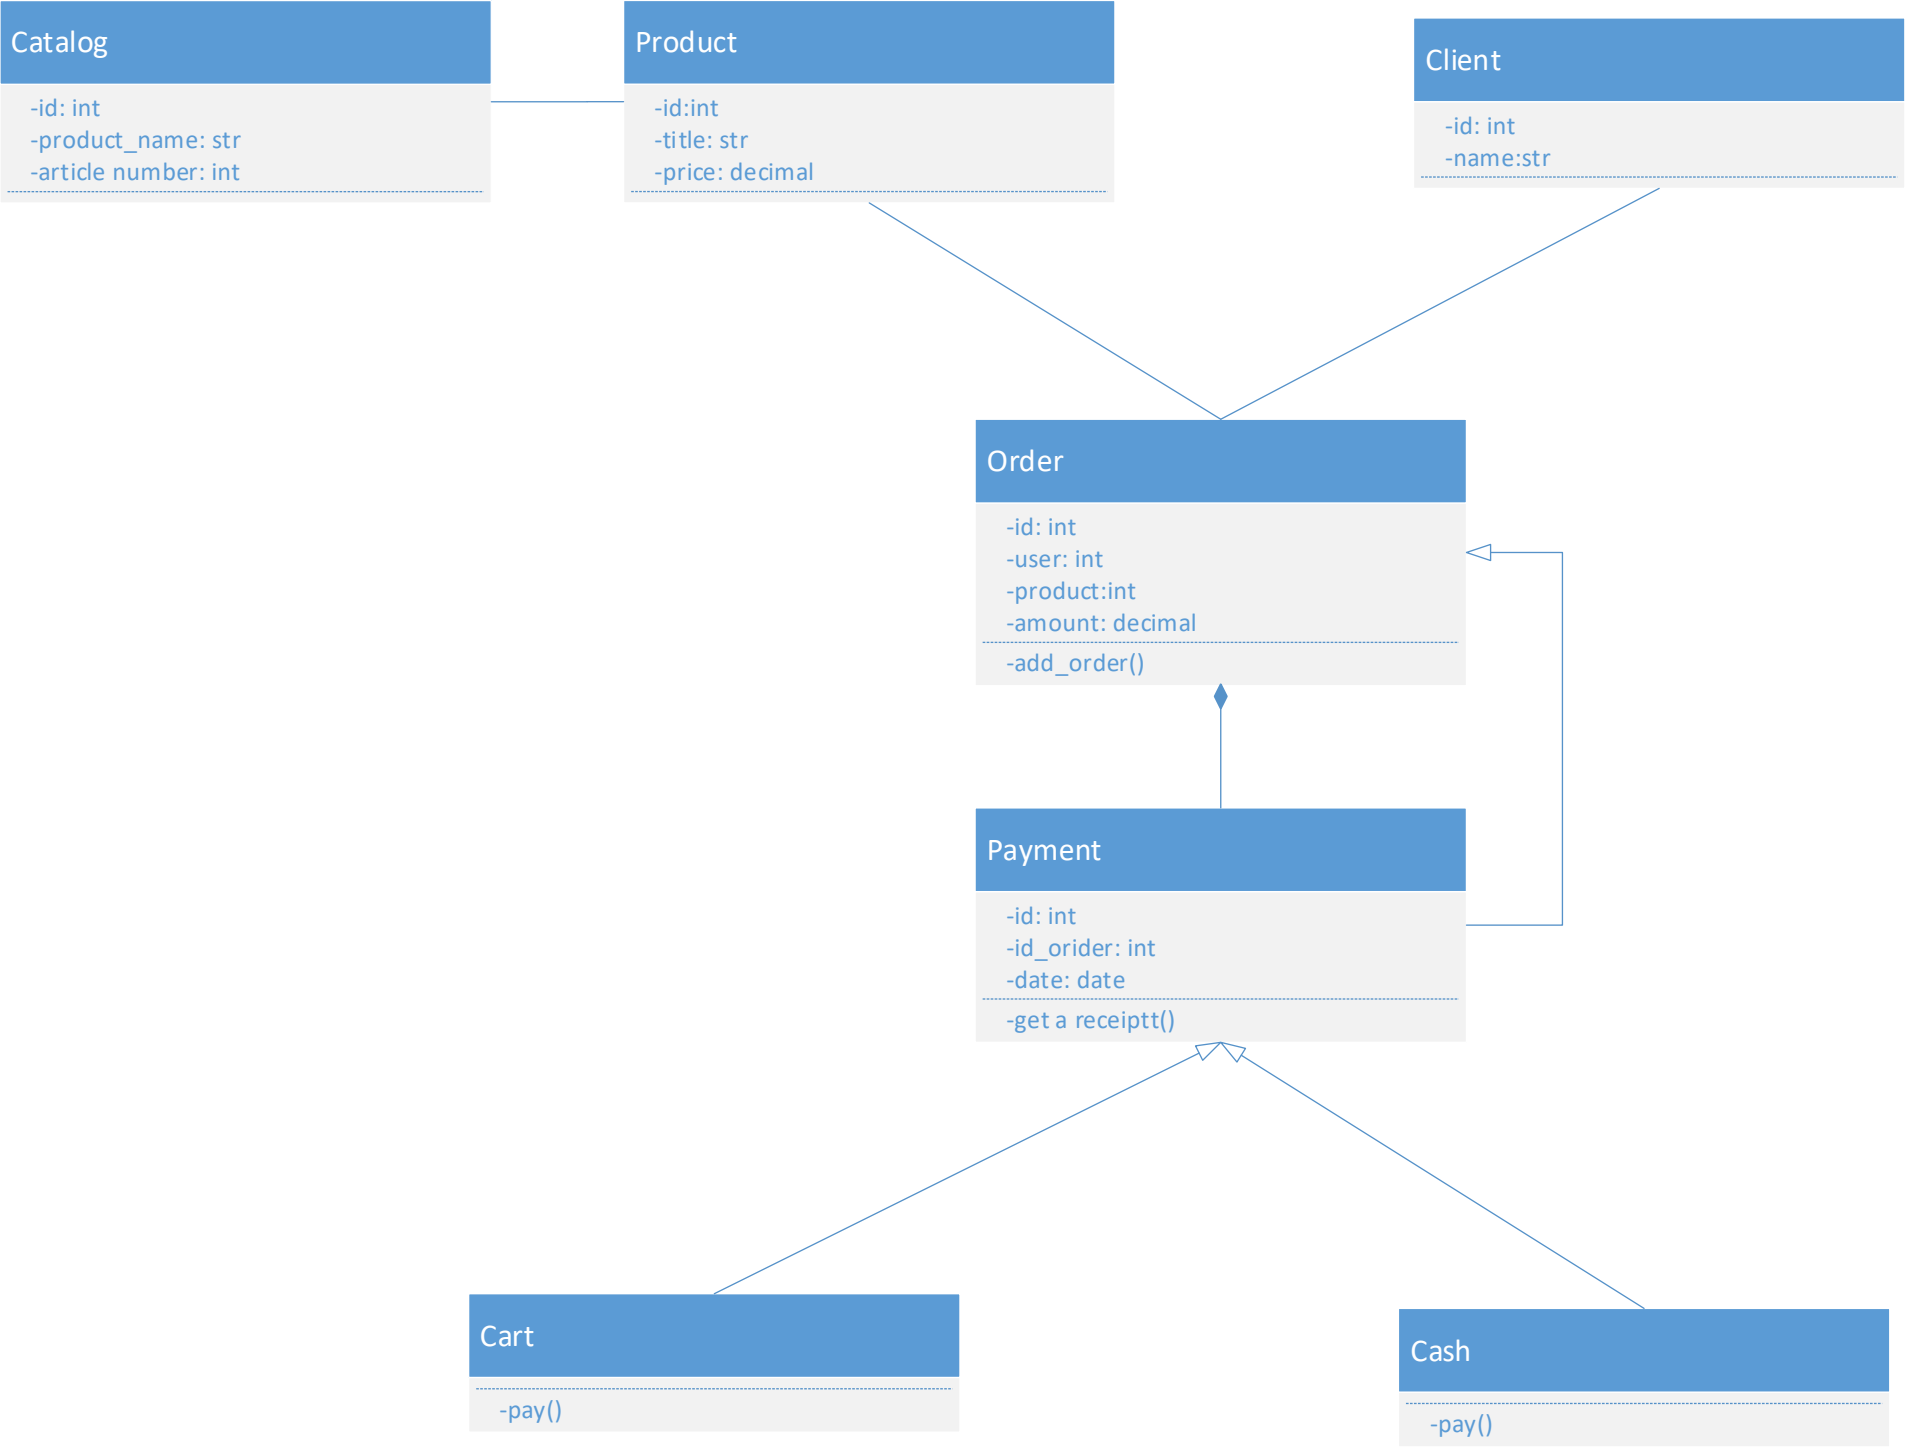 Catalog
-id: int
-product_name: str
-article number: int
Product
-id:int
-title: str
-price: decimal
Client
-id: int
-name:str
Order
-id: int
-user: int
-product:int
-amount: decimal
-add_order()
Payment
-id: int
-id_orider: int
-date: date
-get a receiptt()
Cart
-pay()
Cash
-pay()